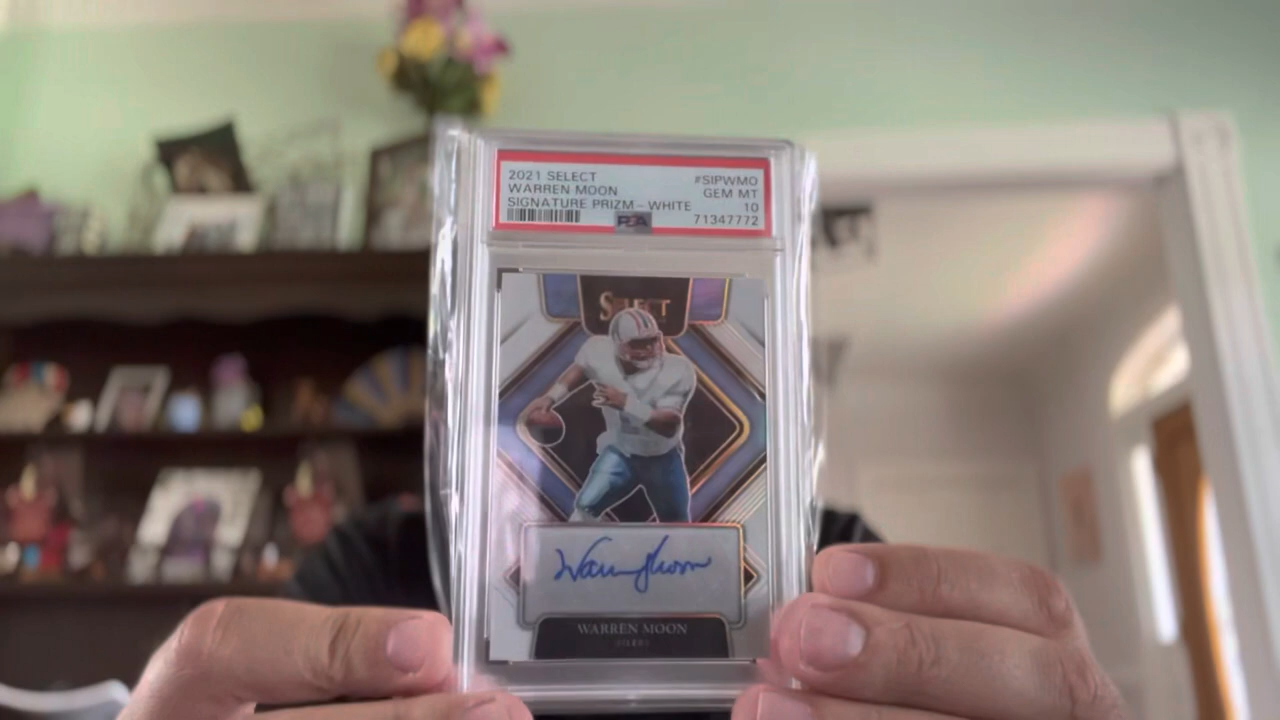 2021 SELECT #SIPWMO
WARREN MOON GEM MT
SIGNATURE PRIZM – WHITE 10
PSA 71347772
SELECT
Warren Moon
WARREN MOON
OILERS